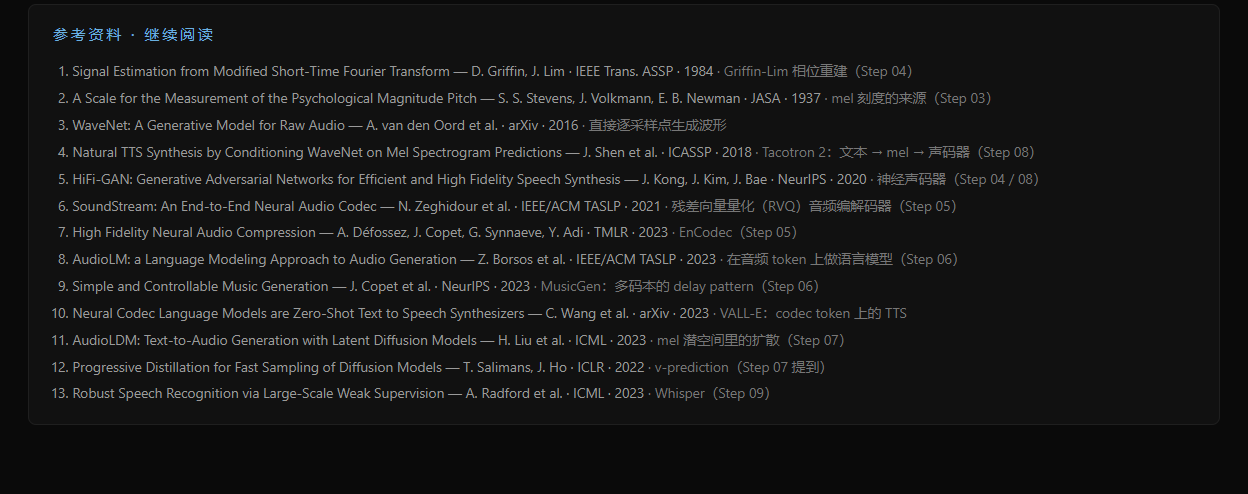 参考资料 · 继续阅读
1. Signal Estimation from Modified Short-Time Fourier Transform — D. Griffin, J. Lim · IEEE Trans. ASSP · 1984 · Griffin-Lim 相位重建（Step 04）
2. A Scale for the Measurement of the Psychological Magnitude Pitch — S. S. Stevens, J. Volkmann, E. B. Newman · JASA · 1937 · mel 刻度的来源（Step 03）
3. WaveNet: A Generative Model for Raw Audio — A. van den Oord et al. · arXiv · 2016 · 直接逐采样点生成波形
4. Natural TTS Synthesis by Conditioning WaveNet on Mel Spectrogram Predictions — J. Shen et al. · ICASSP · 2018 · Tacotron 2：文本 → mel → 声码器（Step 08）
5. HiFi-GAN: Generative Adversarial Networks for Efficient and High Fidelity Speech Synthesis — J. Kong, J. Kim, J. Bae · NeurIPS · 2020 · 神经声码器（Step 04 / 08）
6. SoundStream: An End-to-End Neural Audio Codec — N. Zeghidour et al. · IEEE/ACM TASLP · 2021 · 残差向量量化（RVQ）音频编解码器（Step 05）
7. High Fidelity Neural Audio Compression — A. Défossez, J. Copet, G. Synnaeve, Y. Adi · TMLR · 2023 · EnCodec（Step 05）
8. AudioLM: a Language Modeling Approach to Audio Generation — Z. Borsos et al. · IEEE/ACM TASLP · 2023 · 在音频 token 上做语言模型（Step 06）
9. Simple and Controllable Music Generation — J. Copet et al. · NeurIPS · 2023 · MusicGen：多码本的 delay pattern（Step 06）
10. Neural Codec Language Models are Zero-Shot Text to Speech Synthesizers — C. Wang et al. · arXiv · 2023 · VALL-E：codec token 上的 TTS
11. AudioLDM: Text-to-Audio Generation with Latent Diffusion Models — H. Liu et al. · ICML · 2023 · mel 潜空间里的扩散（Step 07）
12. Progressive Distillation for Fast Sampling of Diffusion Models — T. Salimans, J. Ho · ICLR · 2022 · v-prediction（Step 07 提到）
13. Robust Speech Recognition via Large-Scale Weak Supervision — A. Radford et al. · ICML · 2023 · Whisper（Step 09）